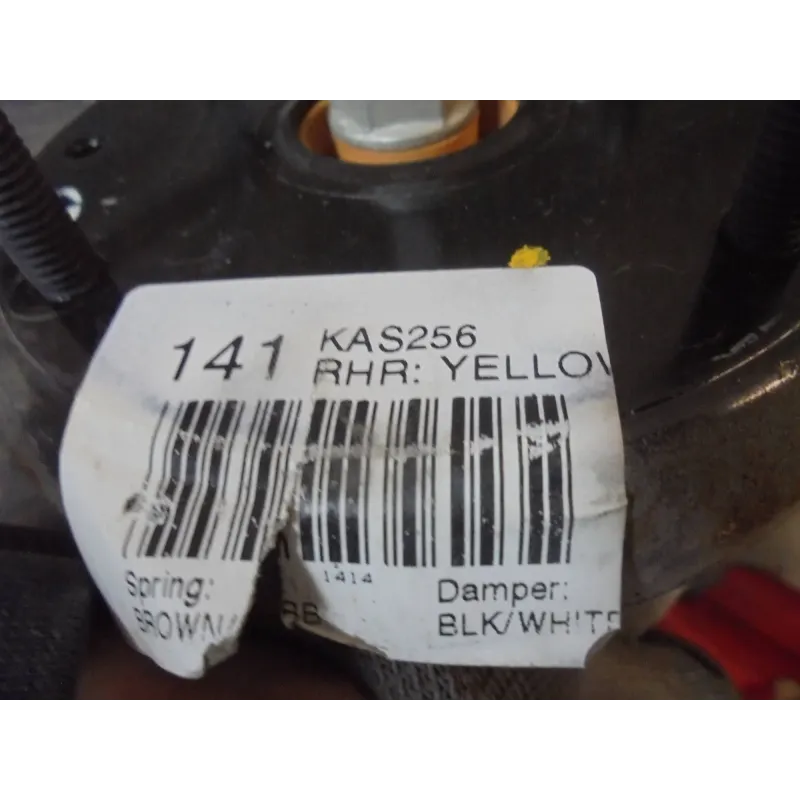 141 KAS256
RHR: YELLOW
1414
Spring: Damper:
BLK/WHITE